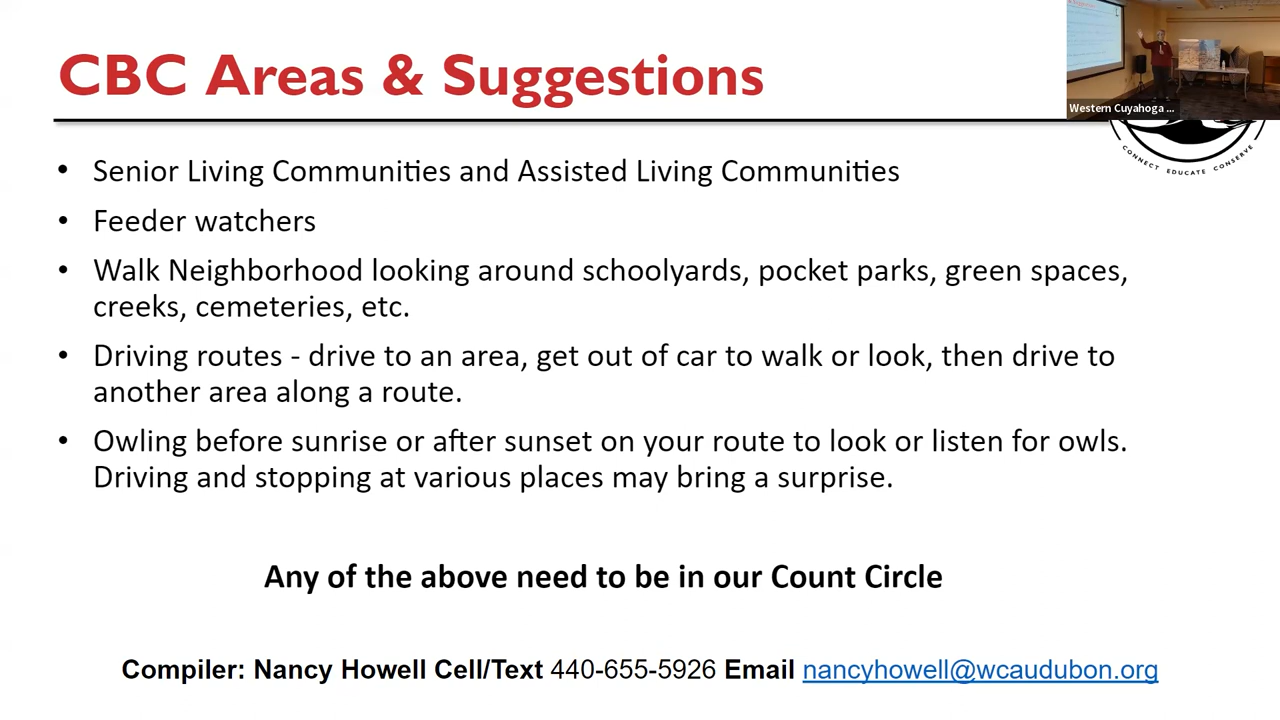 CBC Areas & Suggestions
Western Cuyahoga ...
CONNECT EDUCATE CONSERVE
• Senior Living Communities and Assisted Living Communities
• Feeder watchers
• Walk Neighborhood looking around schoolyards, pocket parks, green spaces,
creeks, cemeteries, etc.
• Driving routes - drive to an area, get out of car to walk or look, then drive to
another area along a route.
• Owling before sunrise or after sunset on your route to look or listen for owls.
Driving and stopping at various places may bring a surprise.
Any of the above need to be in our Count Circle
Compiler: Nancy Howell Cell/Text 440-655-5926 Email nancyhowell@wcaudubon.org